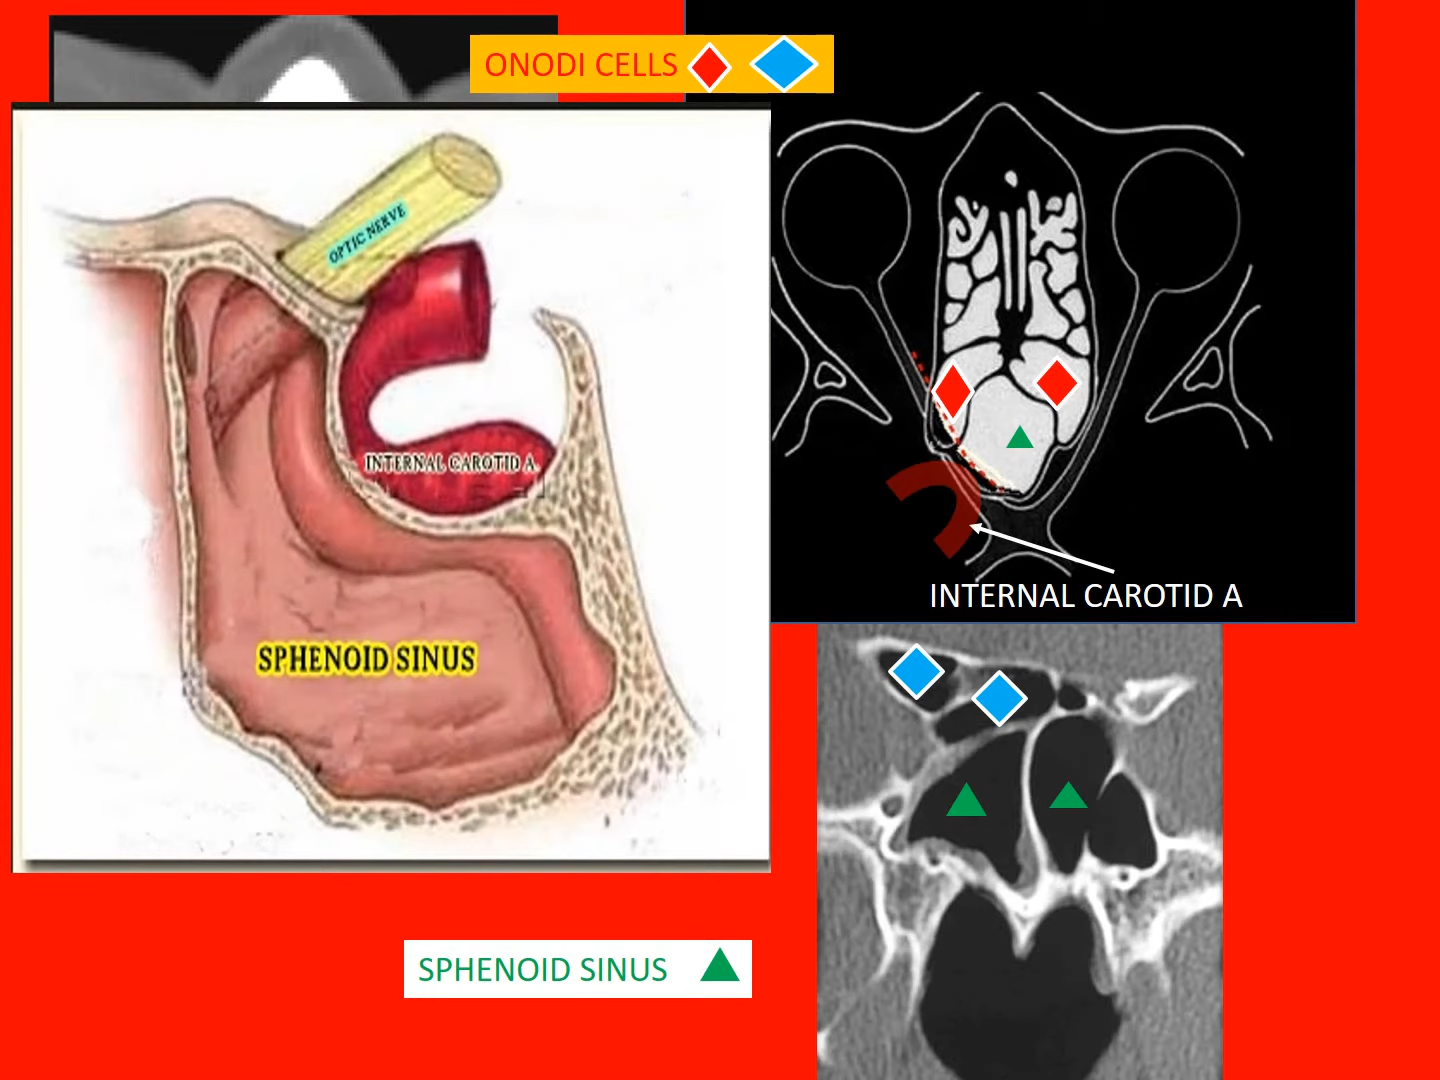 ONODI CELLS
OPTIC NERVE
INTERNAL CAROTID A.
SPHENOID SINUS
INTERNAL CAROTID A
SPHENOID SINUS